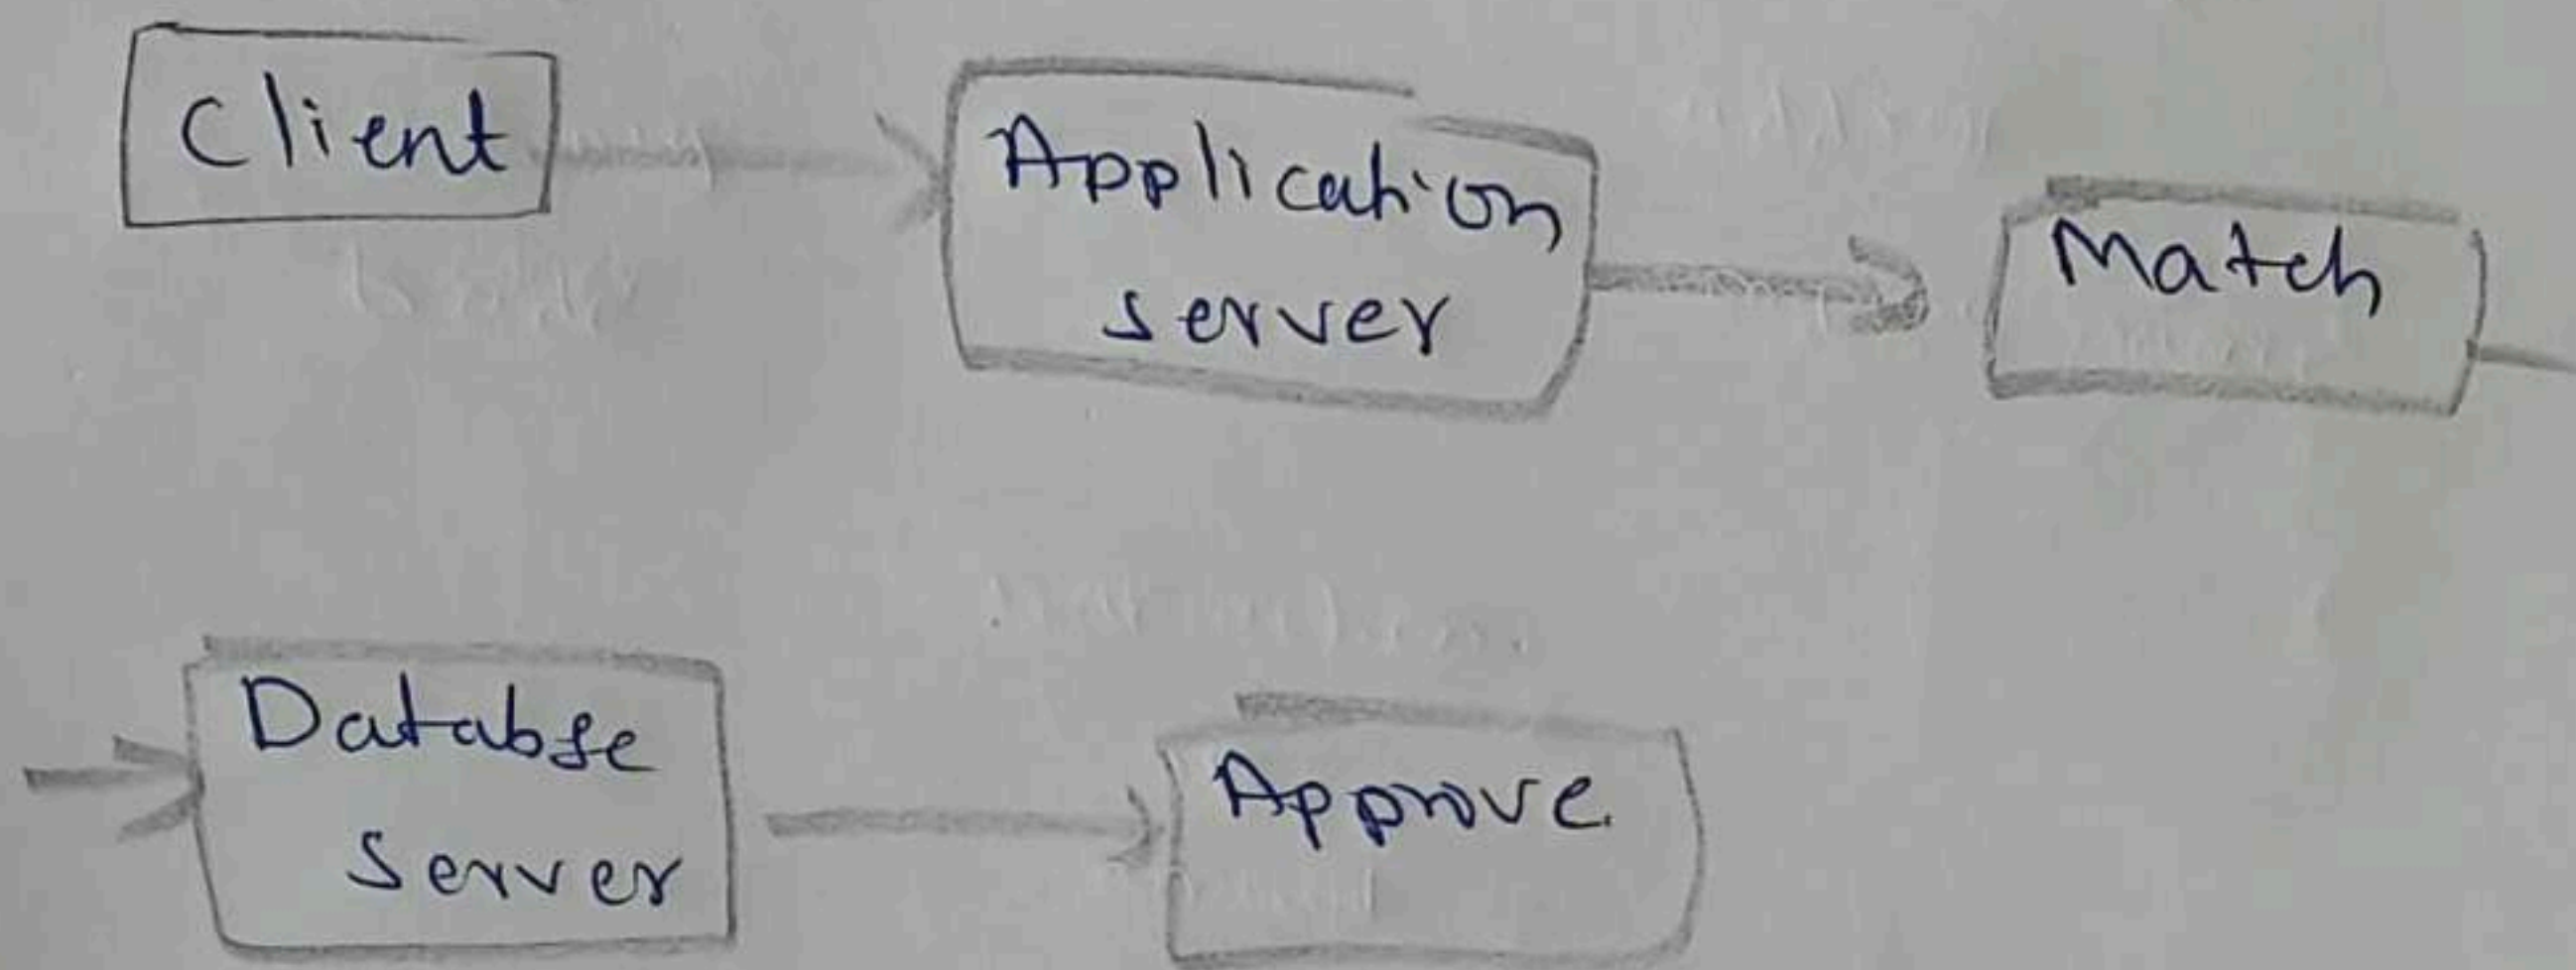 Client
Application
server
Match
Databse
Server
Approve